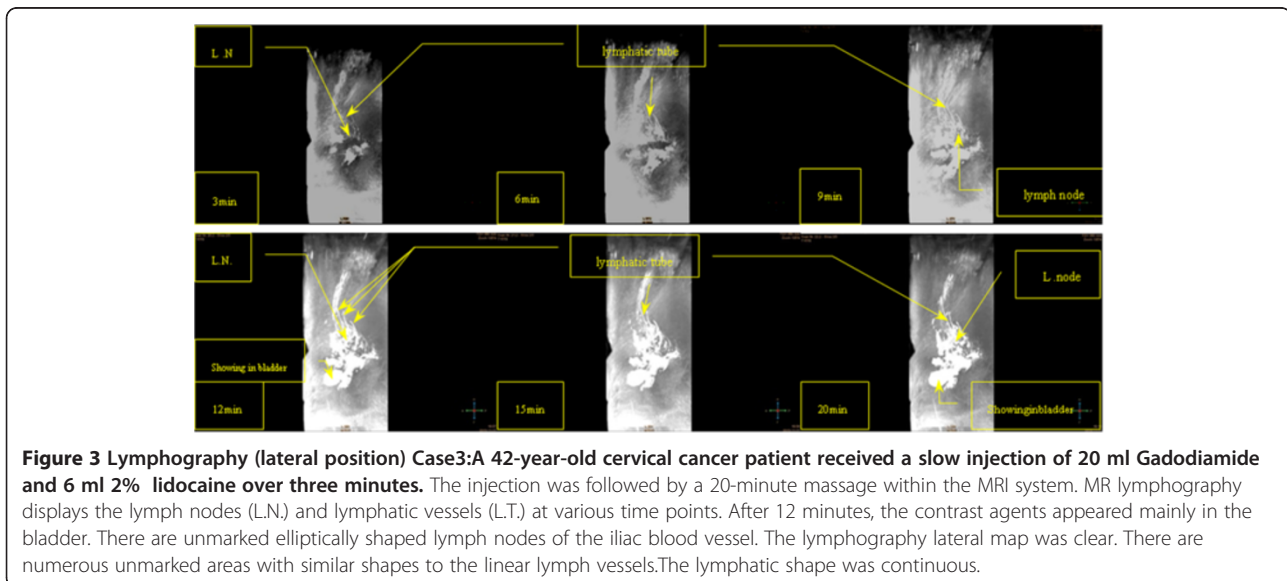 L .N
lymphatic tube
3min
6min
9min
lymph node
L.N.
lymphatic tube
L .node
Showing in bladder
12min
15min
20min
Showinginbladder
Figure 3 Lymphography (lateral position) Case3:A 42-year-old cervical cancer patient received a slow injection of 20 ml Gadodiamide
and 6 ml 2% lidocaine over three minutes. The injection was followed by a 20-minute massage within the MRI system. MR lymphography
displays the lymph nodes (L.N.) and lymphatic vessels (L.T.) at various time points. After 12 minutes, the contrast agents appeared mainly in the
bladder. There are unmarked elliptically shaped lymph nodes of the iliac blood vessel. The lymphography lateral map was clear. There are
numerous unmarked areas with similar shapes to the linear lymph vessels.The lymphatic shape was continuous.